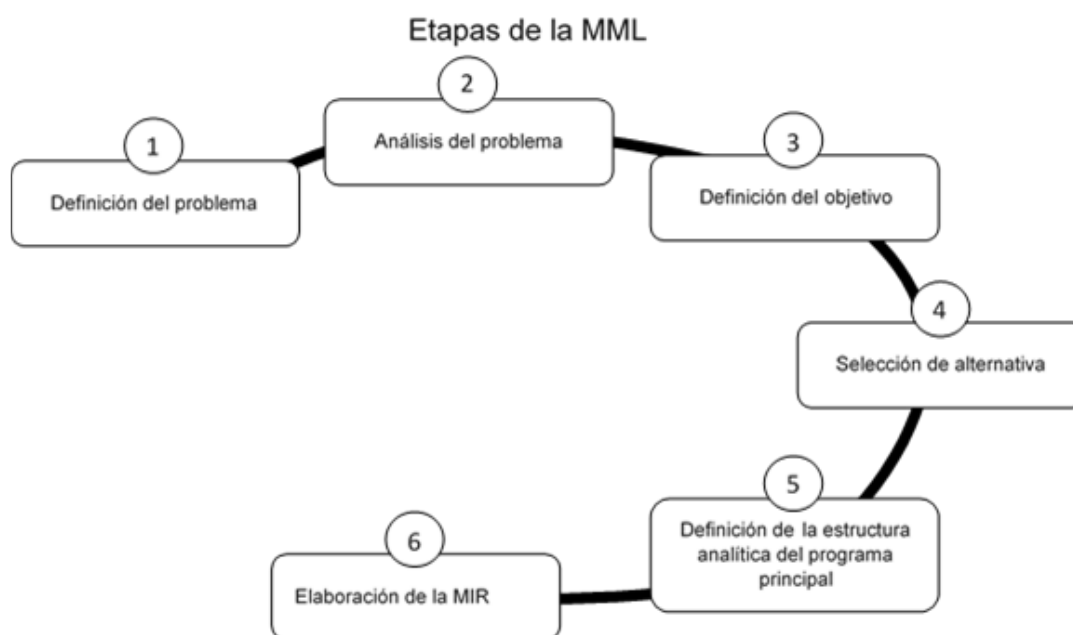 Etapas de la MML
1
Definición del problema
2
Análisis del problema
3
Definición del objetivo
4
Selección de alternativa
5
Definición de la estructura
analítica del programa
principal
6
Elaboración de la MIR